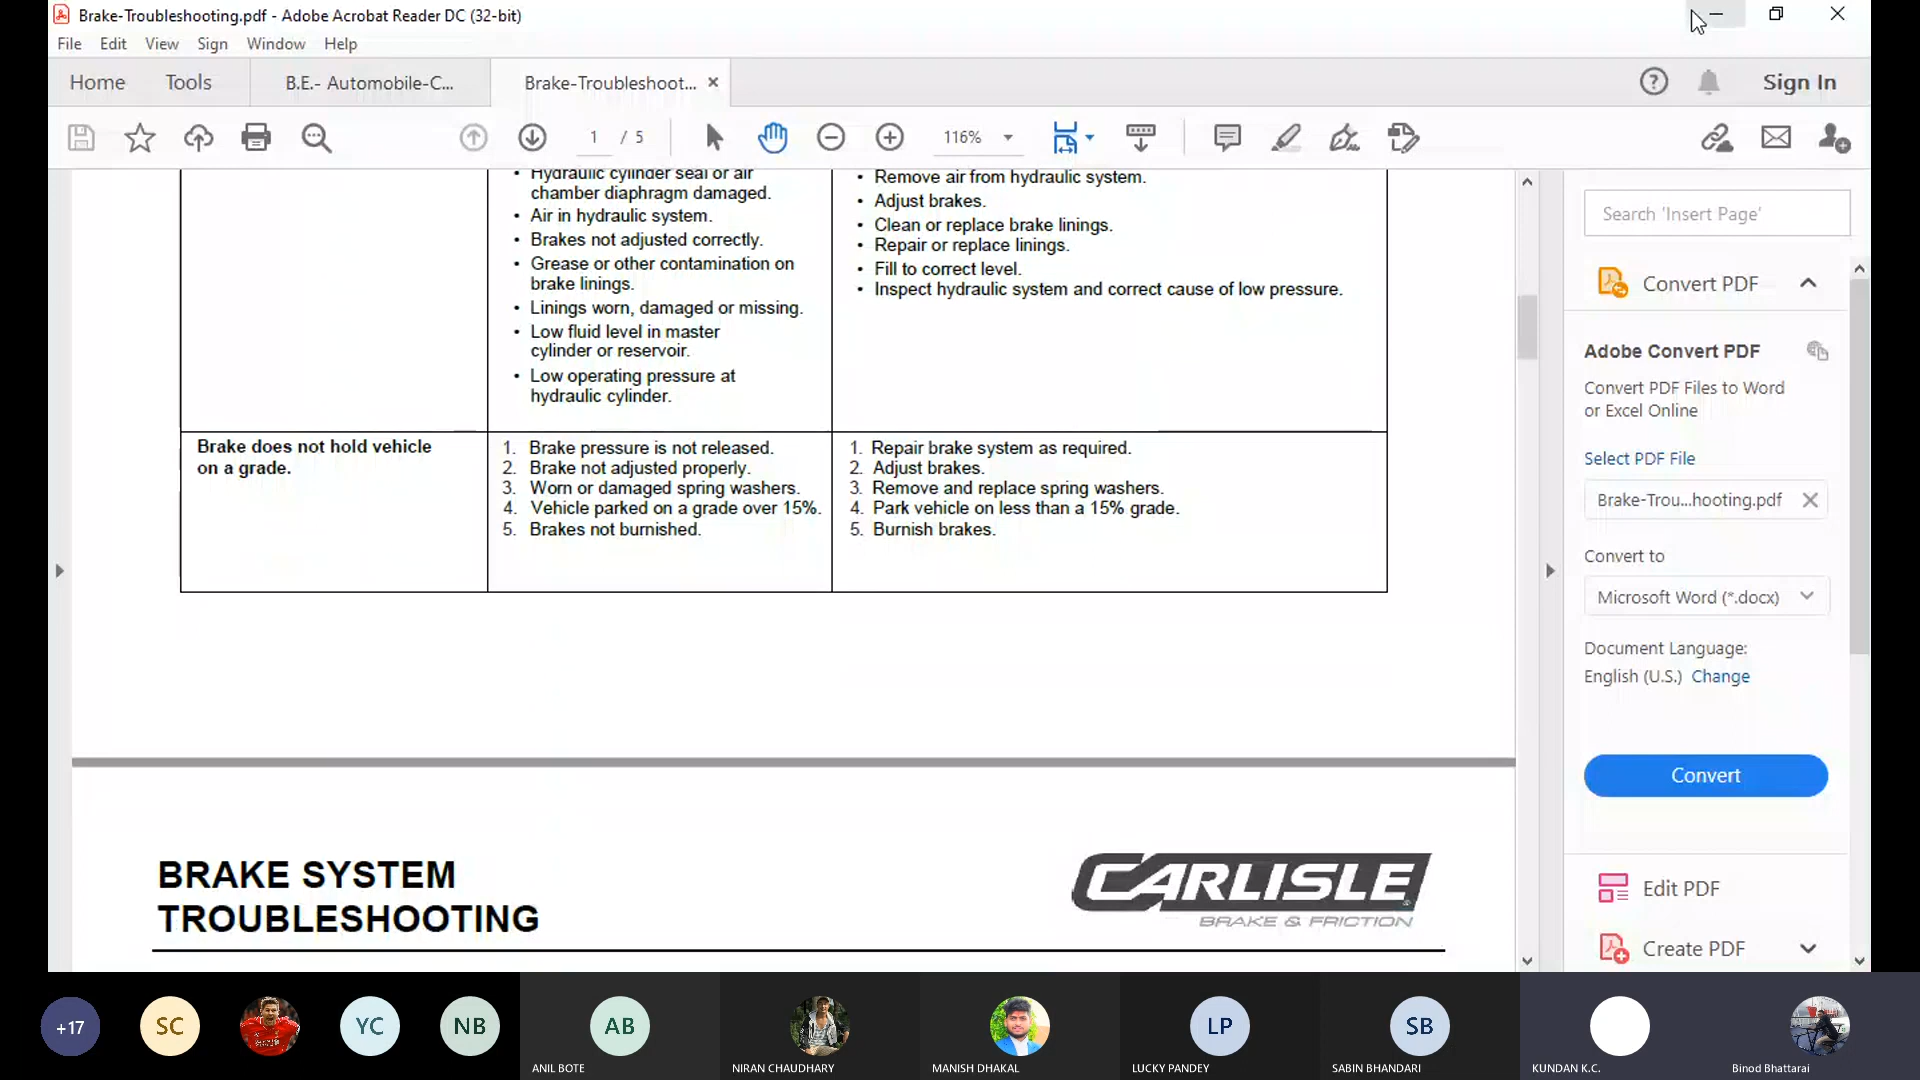 Brake-Troubleshooting.pdf - Adobe Acrobat Reader DC (32-bit)
File Edit View Sign Window Help
Home Tools B.E.- Automobile-C... Brake-Troubleshoot... Sign In
1 / 5 116%
Hydraulic cylinder seal or air
chamber diaphragm damaged.
• Air in hydraulic system.
• Brakes not adjusted correctly.
• Grease or other contamination on
brake linings.
• Linings worn, damaged or missing.
• Low fluid level in master
cylinder or reservoir.
• Low operating pressure at
hydraulic cylinder.
• Remove air from hydraulic system.
• Adjust brakes.
• Clean or replace brake linings.
• Repair or replace linings.
• Fill to correct level.
• Inspect hydraulic system and correct cause of low pressure.
Brake does not hold vehicle
on a grade.
1. Brake pressure is not released.
2. Brake not adjusted properly.
3. Worn or damaged spring washers.
4. Vehicle parked on a grade over 15%.
5. Brakes not burnished.
1. Repair brake system as required.
2. Adjust brakes.
3. Remove and replace spring washers.
4. Park vehicle on less than a 15% grade.
5. Burnish brakes.
BRAKE SYSTEM
TROUBLESHOOTING
CARLISLE
BRAKE & FRICTION
Search 'Insert Page'
Convert PDF
Adobe Convert PDF
Convert PDF Files to Word
or Excel Online
Select PDF File
Brake-Trou...hooting.pdf
Convert to
Microsoft Word (*.docx)
Document Language:
English (U.S.) Change
Convert
Edit PDF
Create PDF
+17 SC YC NB AB LP SB
ANIL BOTE NIRAN CHAUDHARY MANISH DHAKAL LUCKY PANDEY SABIN BHANDARI KUNDAN K.C. Binod Bhattarai